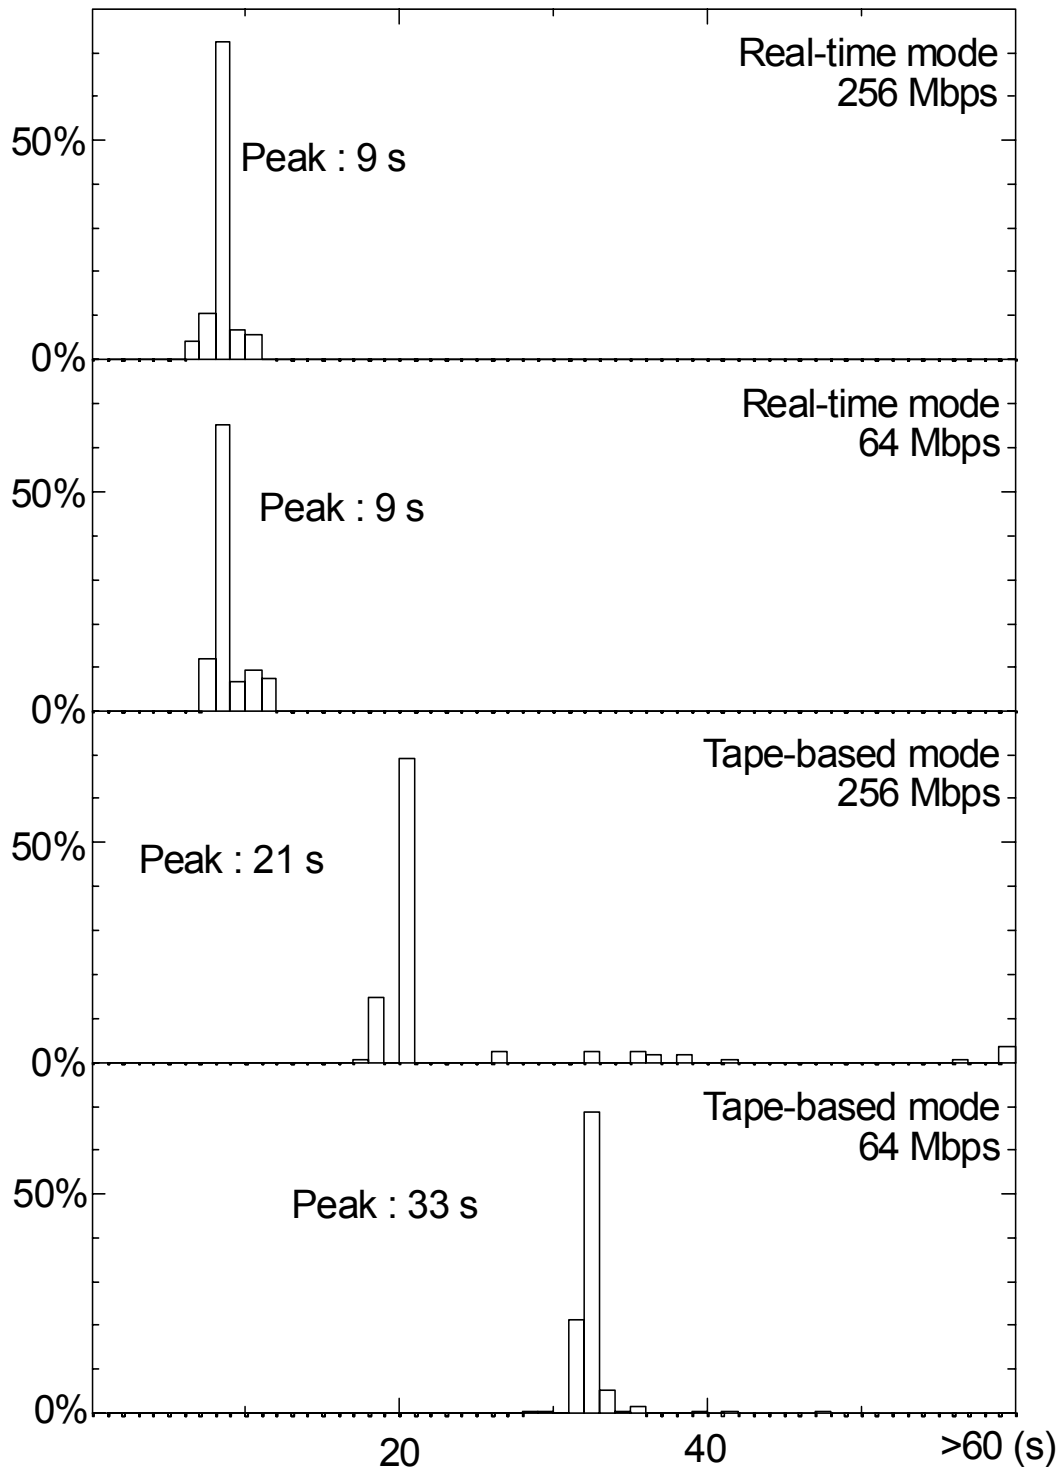 Real-time mode
256 Mbps
50%
Peak : 9 s
0%
Real-time mode
64 Mbps
50%
Peak : 9 s
0%
Tape-based mode
256 Mbps
50%
Peak : 21 s
0%
Tape-based mode
64 Mbps
50%
Peak : 33 s
0%
20 40 >60 (s)